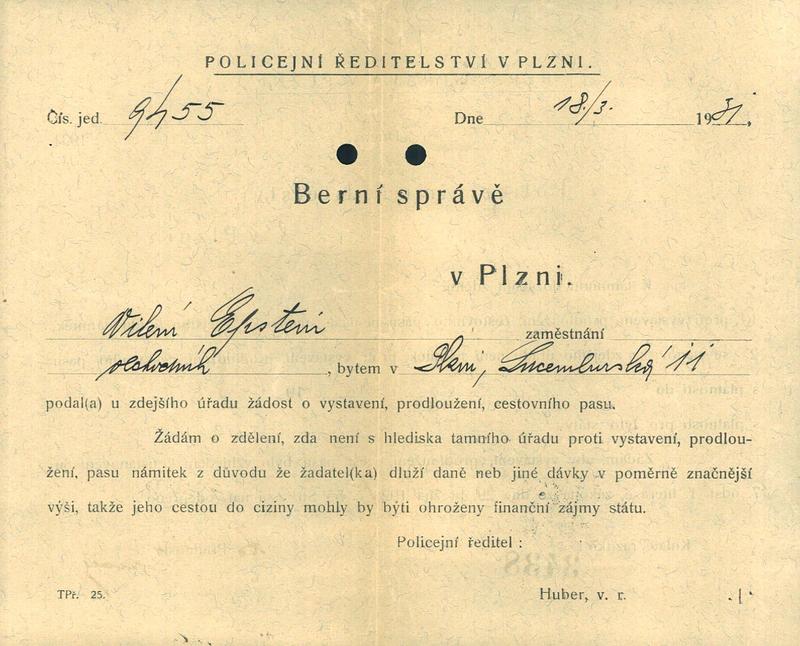 POLICEJNÍ ŘEDITELSTVÍ V PLZNI.
Čís. jed. 9455 Dne 18/3. 1931,
Berní správě
v Plzni.
Vilém Epstein zaměstnání
obchodník, bytem v Plzni, Lucemburská 11
podal(a) u zdejšího úřadu žádost o vystavení, prodloužení, cestovního pasu.
Žádám o zdělení, zda není s hlediska tamního úřadu proti vystavení, prodlou-
žení, pasu námitek z důvodu že žadatel(ka) dluží daně neb jiné dávky v poměrně značnější
výši, takže jeho cestou do ciziny mohly by býti ohroženy finanční zájmy státu.
Policejní ředitel :
TPř. 25. Huber, v. r.